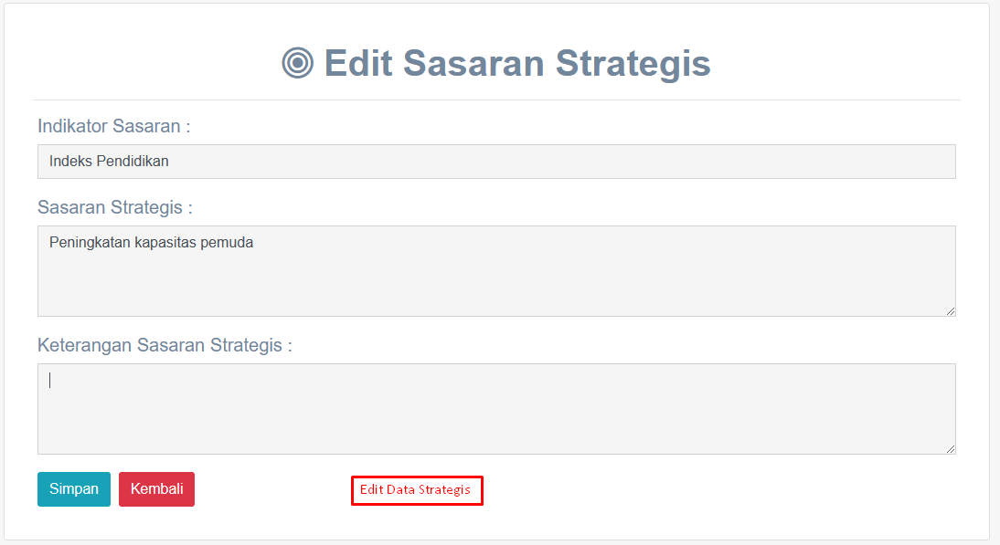 Edit Sasaran Strategis
Indikator Sasaran :
Indeks Pendidikan
Sasaran Strategis :
Peningkatan kapasitas pemuda
Keterangan Sasaran Strategis :
Simpan Kembali Edit Data Strategis